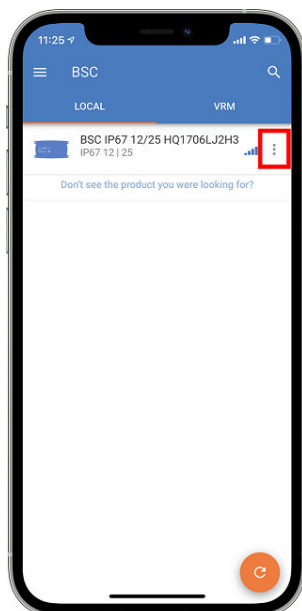 11:25
BSC
LOCAL
VRM
BSC IP67 12/25 HQ1706LJ2H3
IP67 12 | 25
Don't see the product you were looking for?